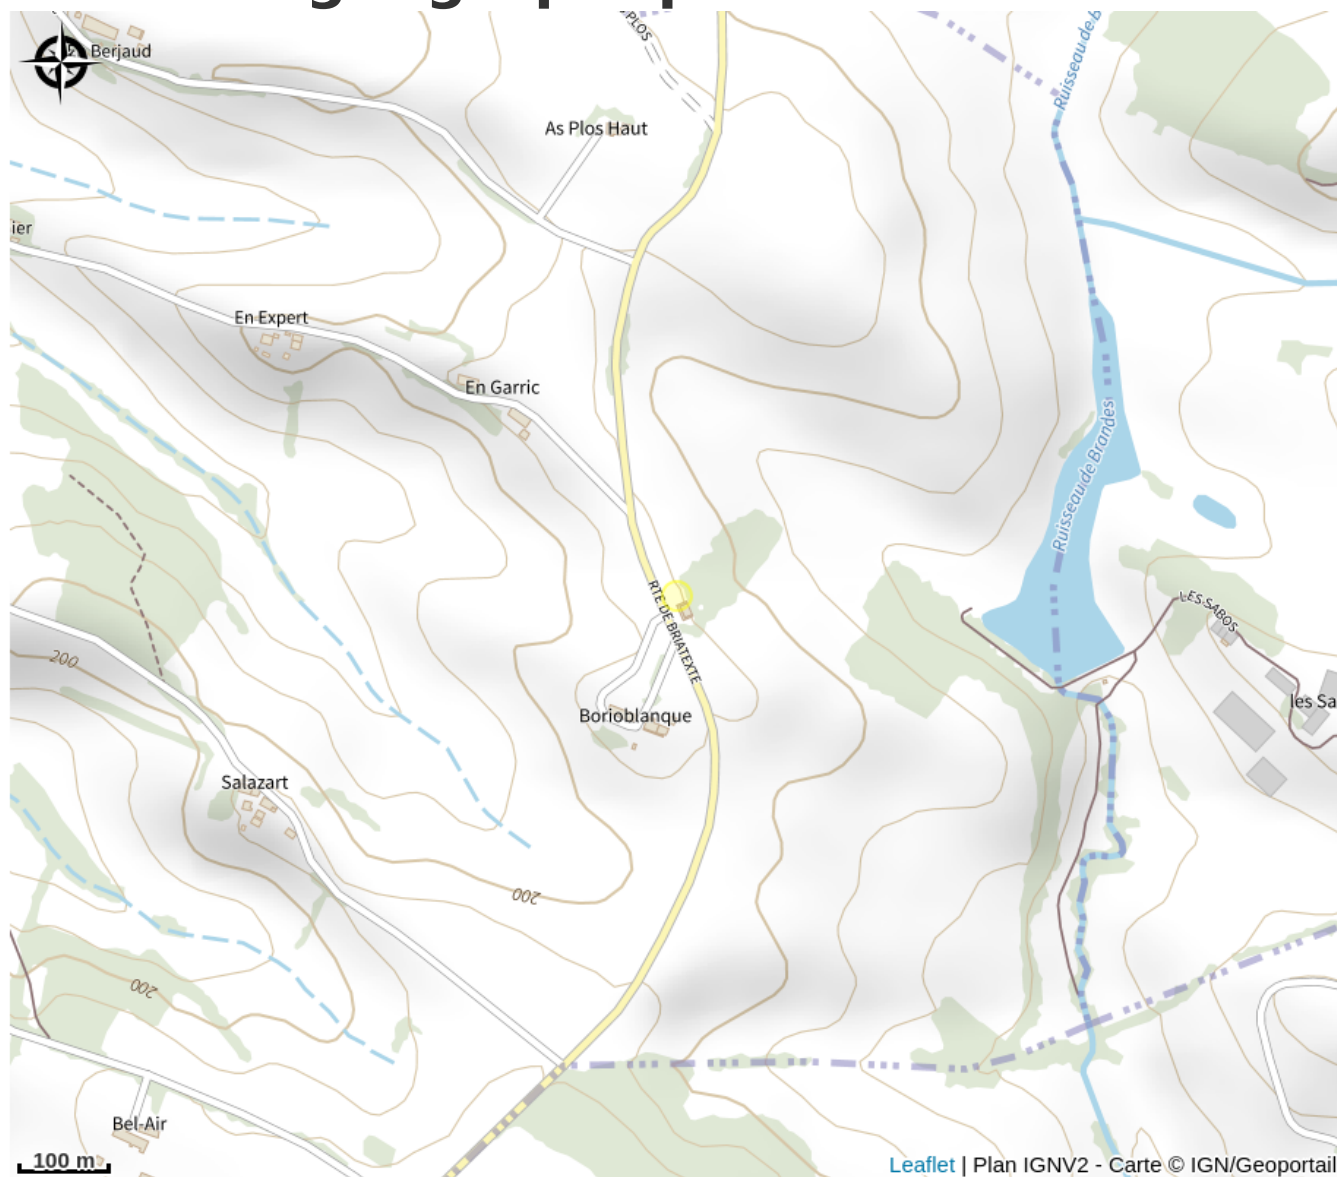 PLOS
Ruisseau de B
Berjaud
As Plos Haut
ier
En Expert
En Garric
Ruisseau de Brandes
RTE DE BRIATEXTE
LES SABOS
200
les Sa
Borioblanque
Salazart
200
200
Bel-Air
100 m
Leaflet | Plan IGNV2 - Carte © IGN/Geoportail